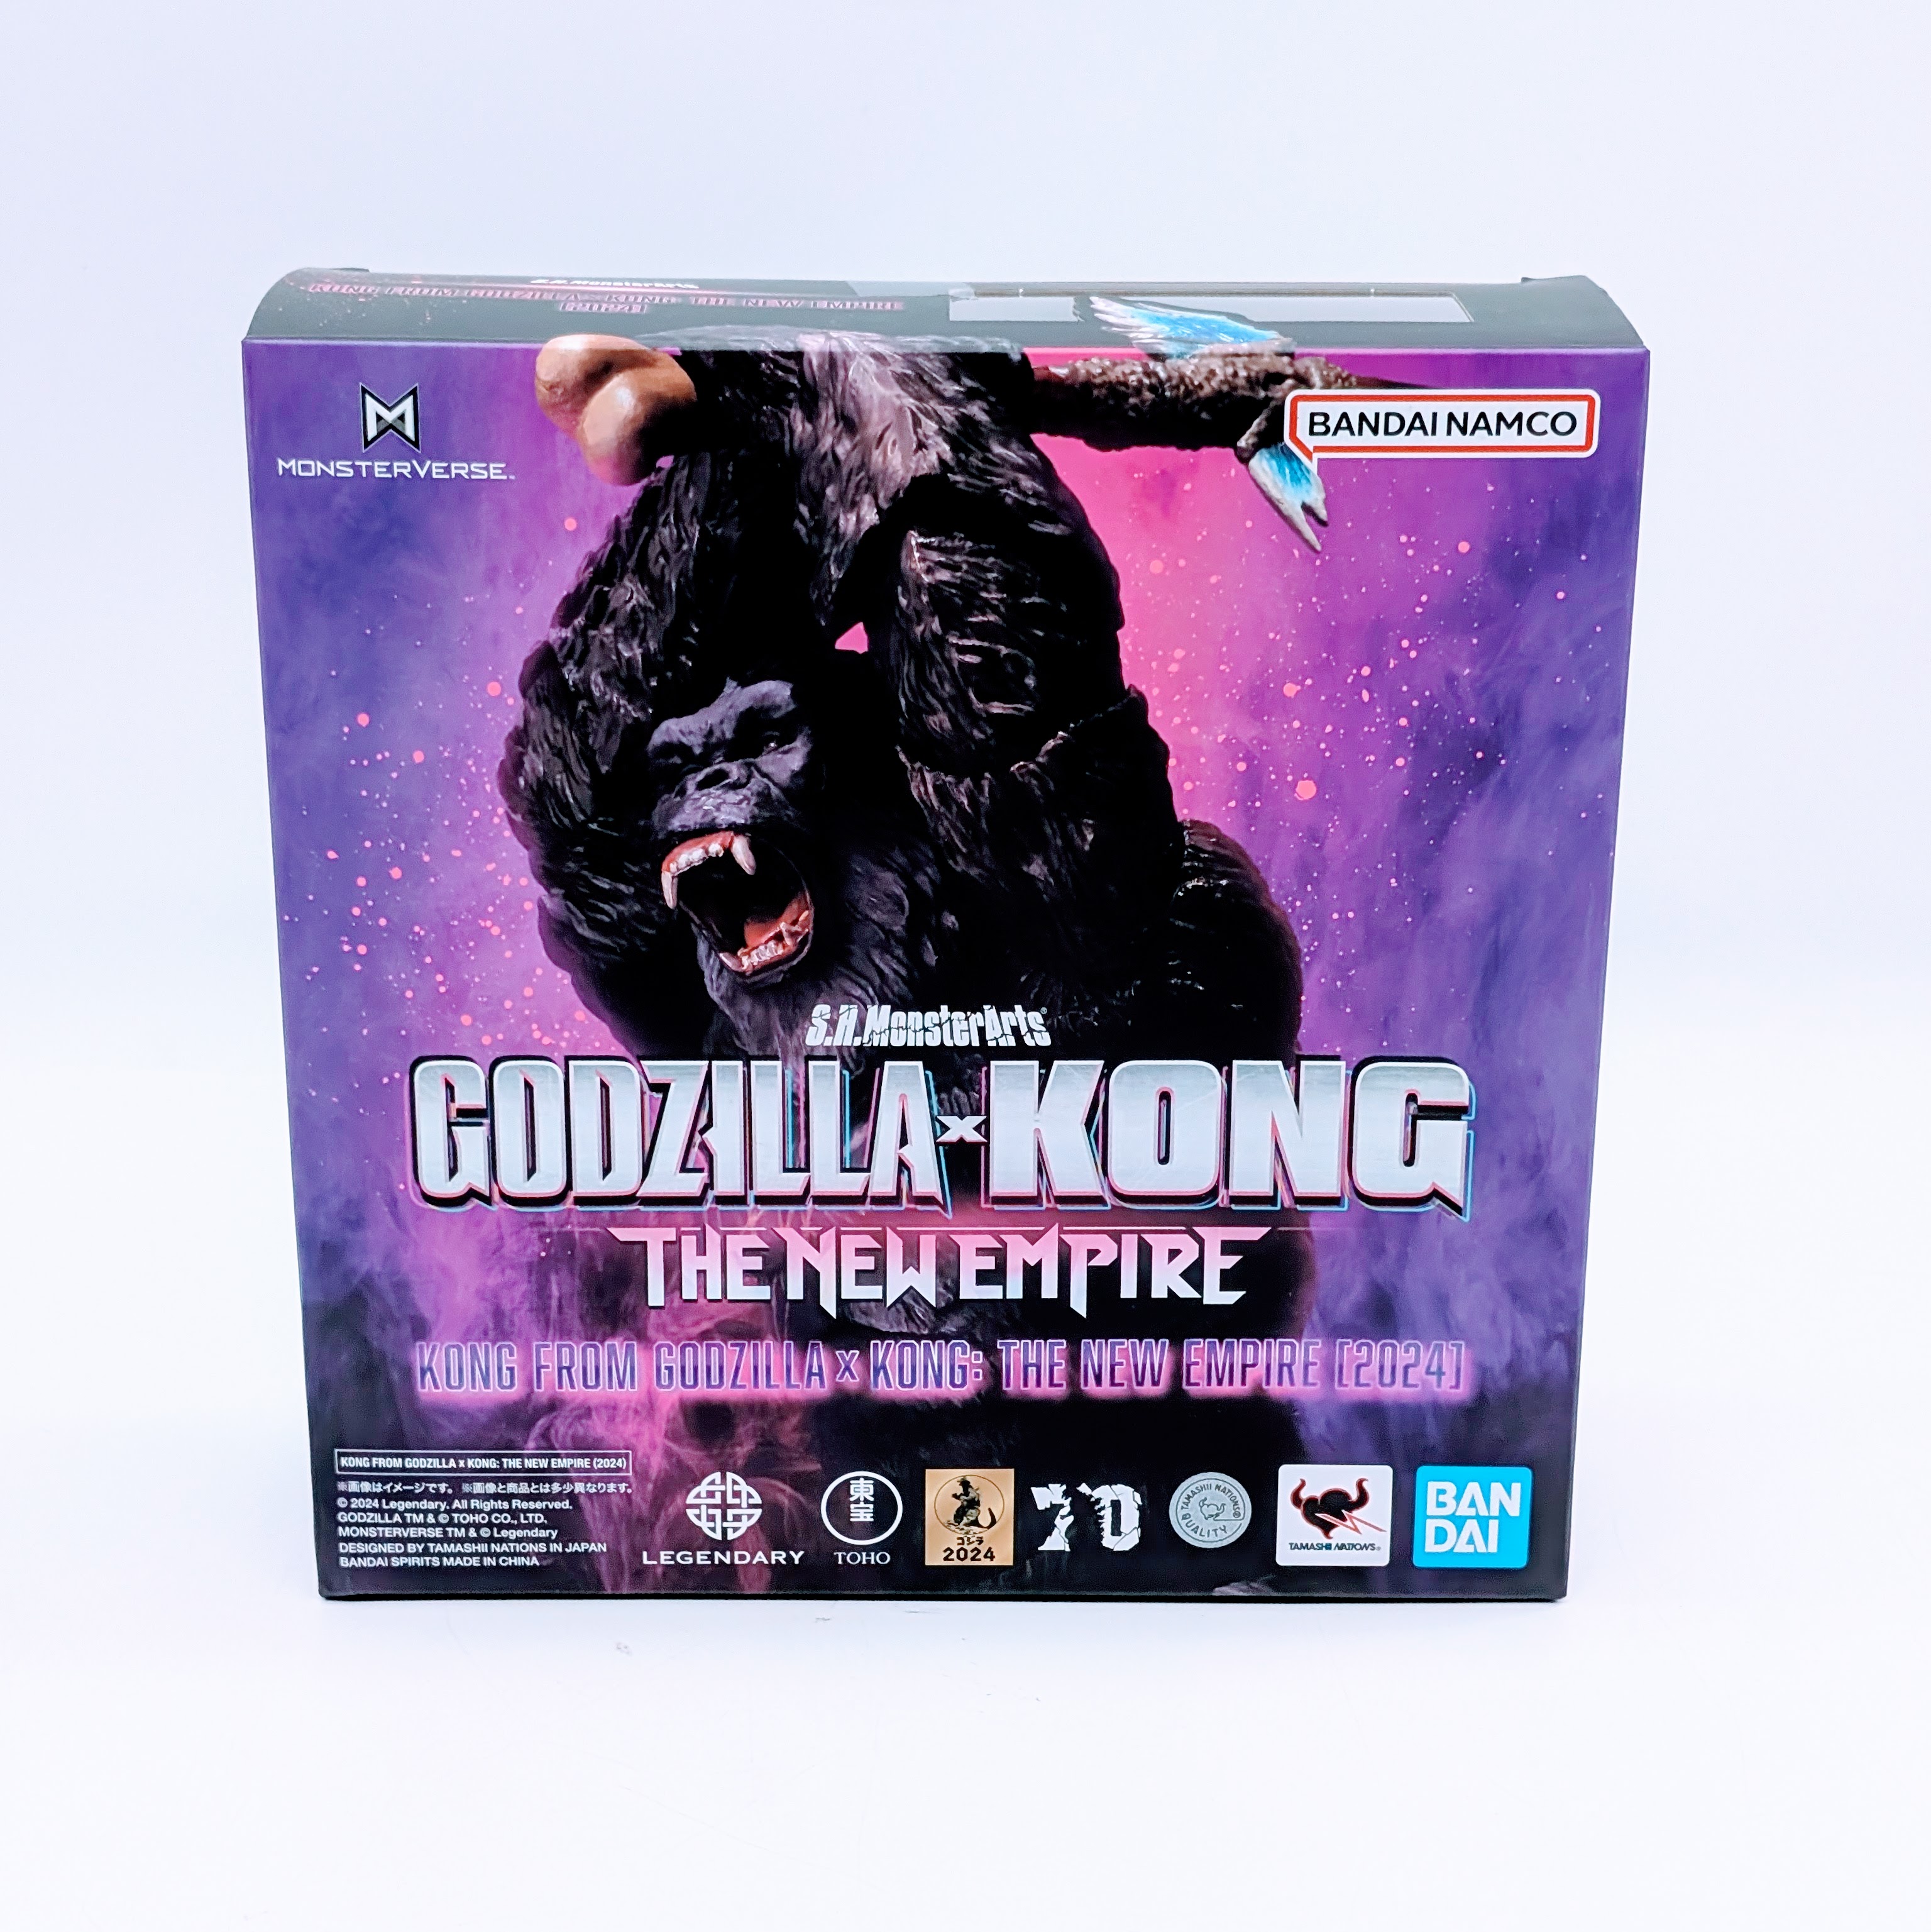 S.H.MonsterArts
KONG FROM GODZILLA x KONG: THE NEW EMPIRE
[2024]
M
MONSTERVERSE™
BANDAI NAMCO
S.H.MonsterArts®
GODZILLA x KONG
THE NEW EMPIRE
KONG FROM GODZILLA x KONG: THE NEW EMPIRE [2024]
KONG FROM GODZILLA x KONG: THE NEW EMPIRE (2024)
※画像はイメージです。 ※画像と商品とは多少異なります。
© 2024 Legendary. All Rights Reserved.
GODZILLA TM & © TOHO CO., LTD.
MONSTERVERSE TM & © Legendary
DESIGNED BY TAMASHII NATIONS IN JAPAN
BANDAI SPIRITS MADE IN CHINA
LEGENDARY
東宝
TOHO
ゴジラ
2024
70
TAMASHII NATIONS
QUALITY
TAMASHII NATIONS®
BAN
DAI